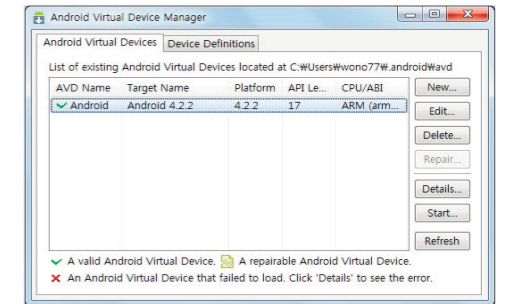 Android Virtual Device Manager
Android Virtual Devices Device Definitions
List of existing Android Virtual Devices located at C:₩Users₩wono77₩.android₩avd
AVD Name Target Name Platform API Le... CPU/ABI
Android Android 4.2.2 4.2.2 17 ARM (arm...
New...
Edit...
Delete...
Repair...
Details...
Start...
Refresh
A valid Android Virtual Device. A repairable Android Virtual Device.
An Android Virtual Device that failed to load. Click 'Details' to see the error.